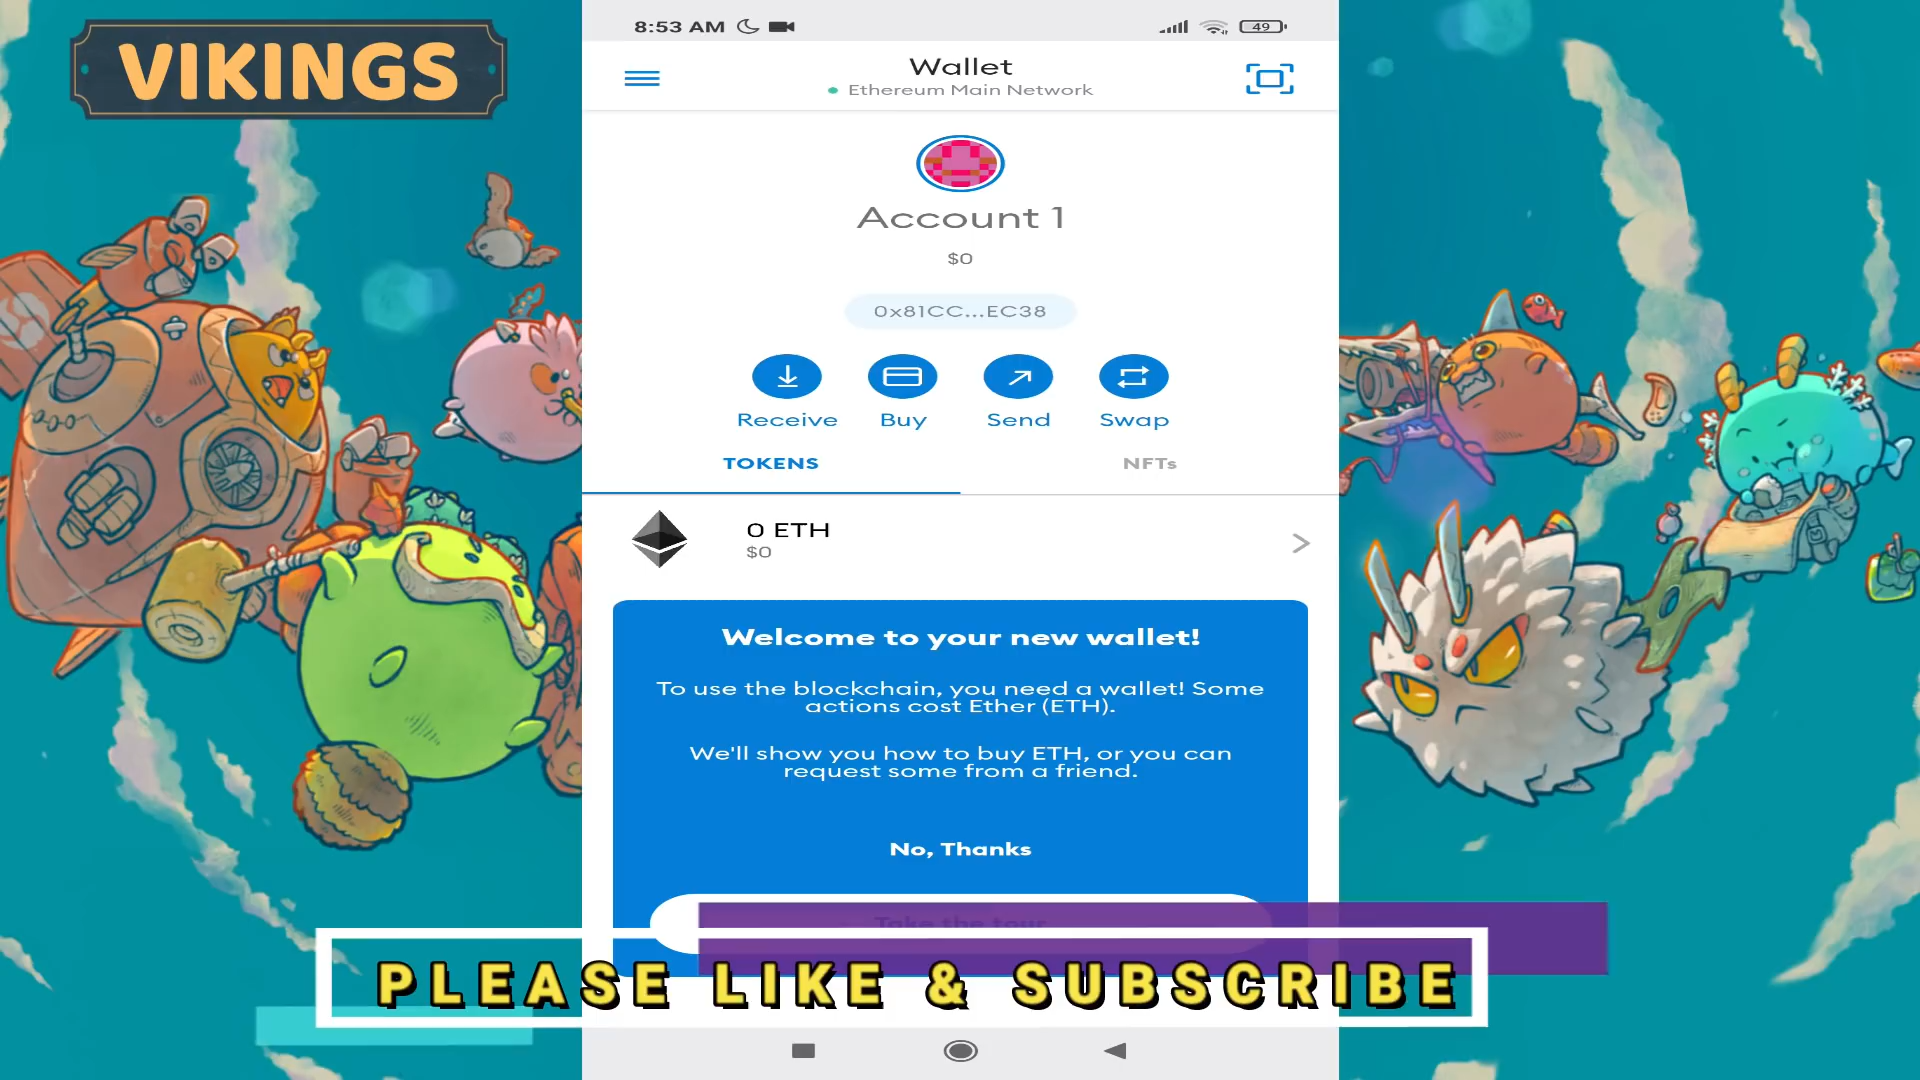 VIKINGS
8:53 AM
49
Wallet
Ethereum Main Network
Account 1
$0
0x81CC...EC38
Receive Buy Send Swap
TOKENS NFTs
0 ETH
$0
Welcome to your new wallet!
To use the blockchain, you need a wallet! Some
actions cost Ether (ETH).
We'll show you how to buy ETH, or you can
request some from a friend.
No, Thanks
Take the tour
PLEASE LIKE & SUBSCRIBE